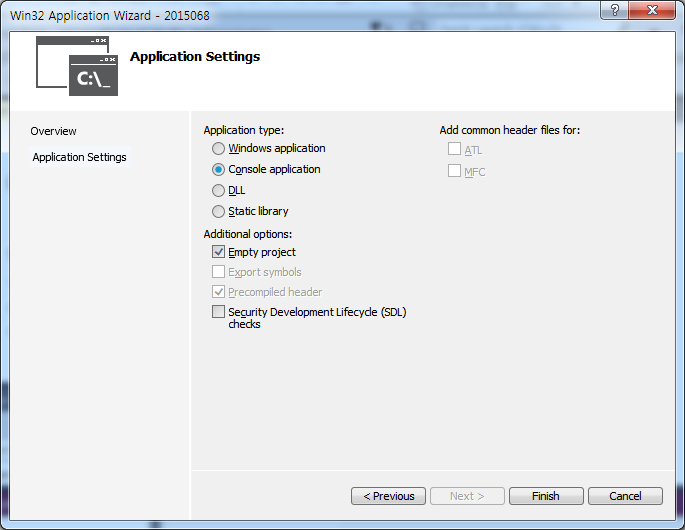 Win32 Application Wizard - 2015068
?
C:\_
Application Settings
Overview
Application Settings
Application type:
Windows application
Console application
DLL
Static library
Additional options:
Empty project
Export symbols
Precompiled header
Security Development Lifecycle (SDL)
checks
Add common header files for:
ATL
MFC
< Previous
Next >
Finish
Cancel